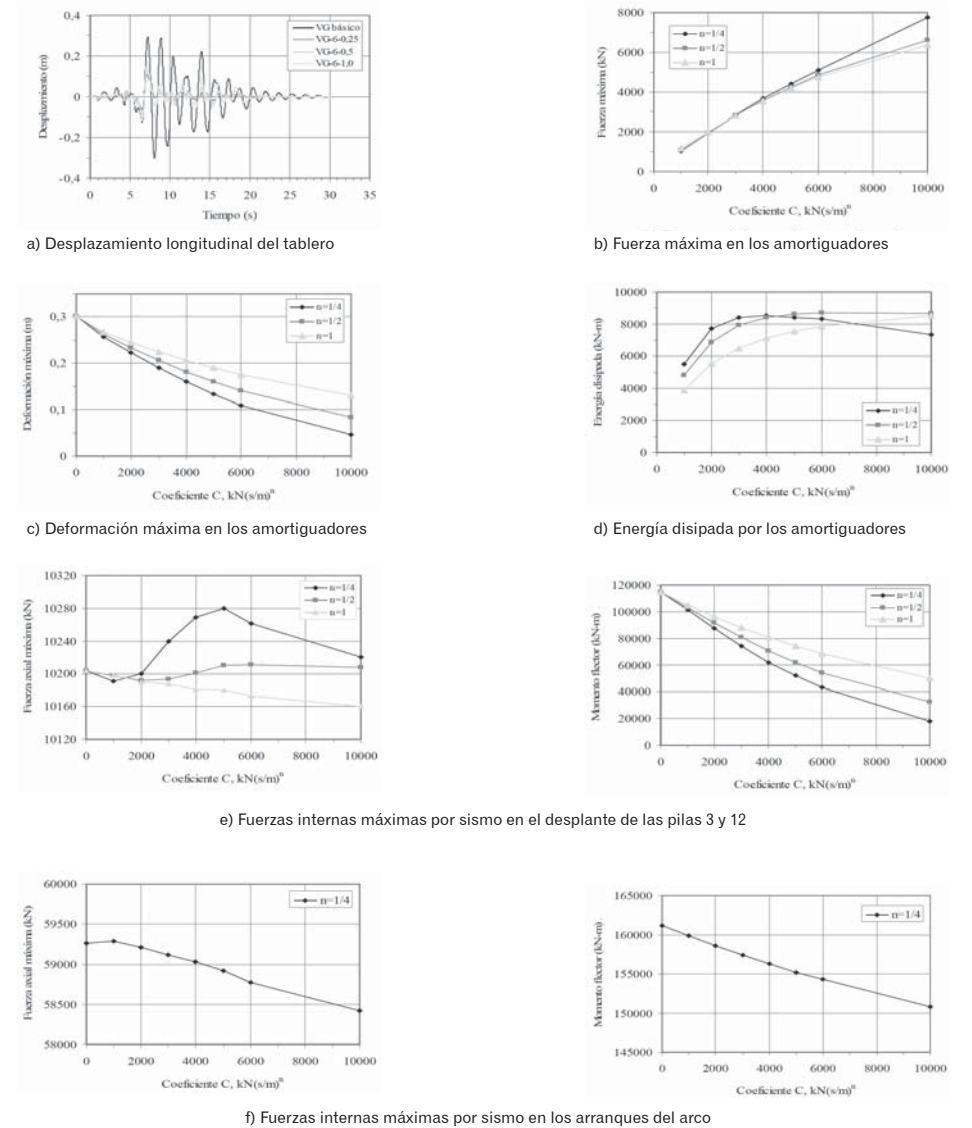 0,4
0,2
0
-0,2
-0,4
Desplazamiento (m)
VG básico
VG-6-0,25
VG-6-0,5
VG-6-1,0
0 5 10 15 20 25 30 35
Tiempo (s)
a) Desplazamiento longitudinal del tablero
8000
6000
4000
2000
0
Fuerza máxima (kN)
n=1/4
n=1/2
n=1
0 2000 4000 6000 8000 10000
Coeficiente C, kN(s/m)ⁿ
b) Fuerza máxima en los amortiguadores
0,3
0,2
0,1
0
Deformación máxima (m)
n=1/4
n=1/2
n=1
0 2000 4000 6000 8000 10000
Coeficiente C, kN(s/m)ⁿ
c) Deformación máxima en los amortiguadores
10000
8000
6000
4000
2000
0
Energía disipada (kN-m)
n=1/4
n=1/2
n=1
0 2000 4000 6000 8000 10000
Coeficiente C, kN(s/m)ⁿ
d) Energía disipada por los amortiguadores
10320
10280
10240
10200
10160
10120
Fuerza axial máxima (kN)
n=1/4
n=1/2
n=1
0 2000 4000 6000 8000 10000
Coeficiente C, kN(s/m)ⁿ
120000
100000
80000
60000
40000
20000
0
Momento flector (kN-m) .
n=1/4
n=1/2
n=1
0 2000 4000 6000 8000 10000
Coeficiente C, kN(s/m)ⁿ
e) Fuerzas internas máximas por sismo en el desplante de las pilas 3 y 12
60000
59500
59000
58500
58000
Fuerza axial máxima (kN)
n=1/4
0 2000 4000 6000 8000 10000
Coeficiente C, kN(s/m)ⁿ
165000
160000
155000
150000
145000
Momento flector (kN-m) .
n=1/4
0 2000 4000 6000 8000 10000
Coeficiente C, kN(s/m)ⁿ
f) Fuerzas internas máximas por sismo en los arranques del arco